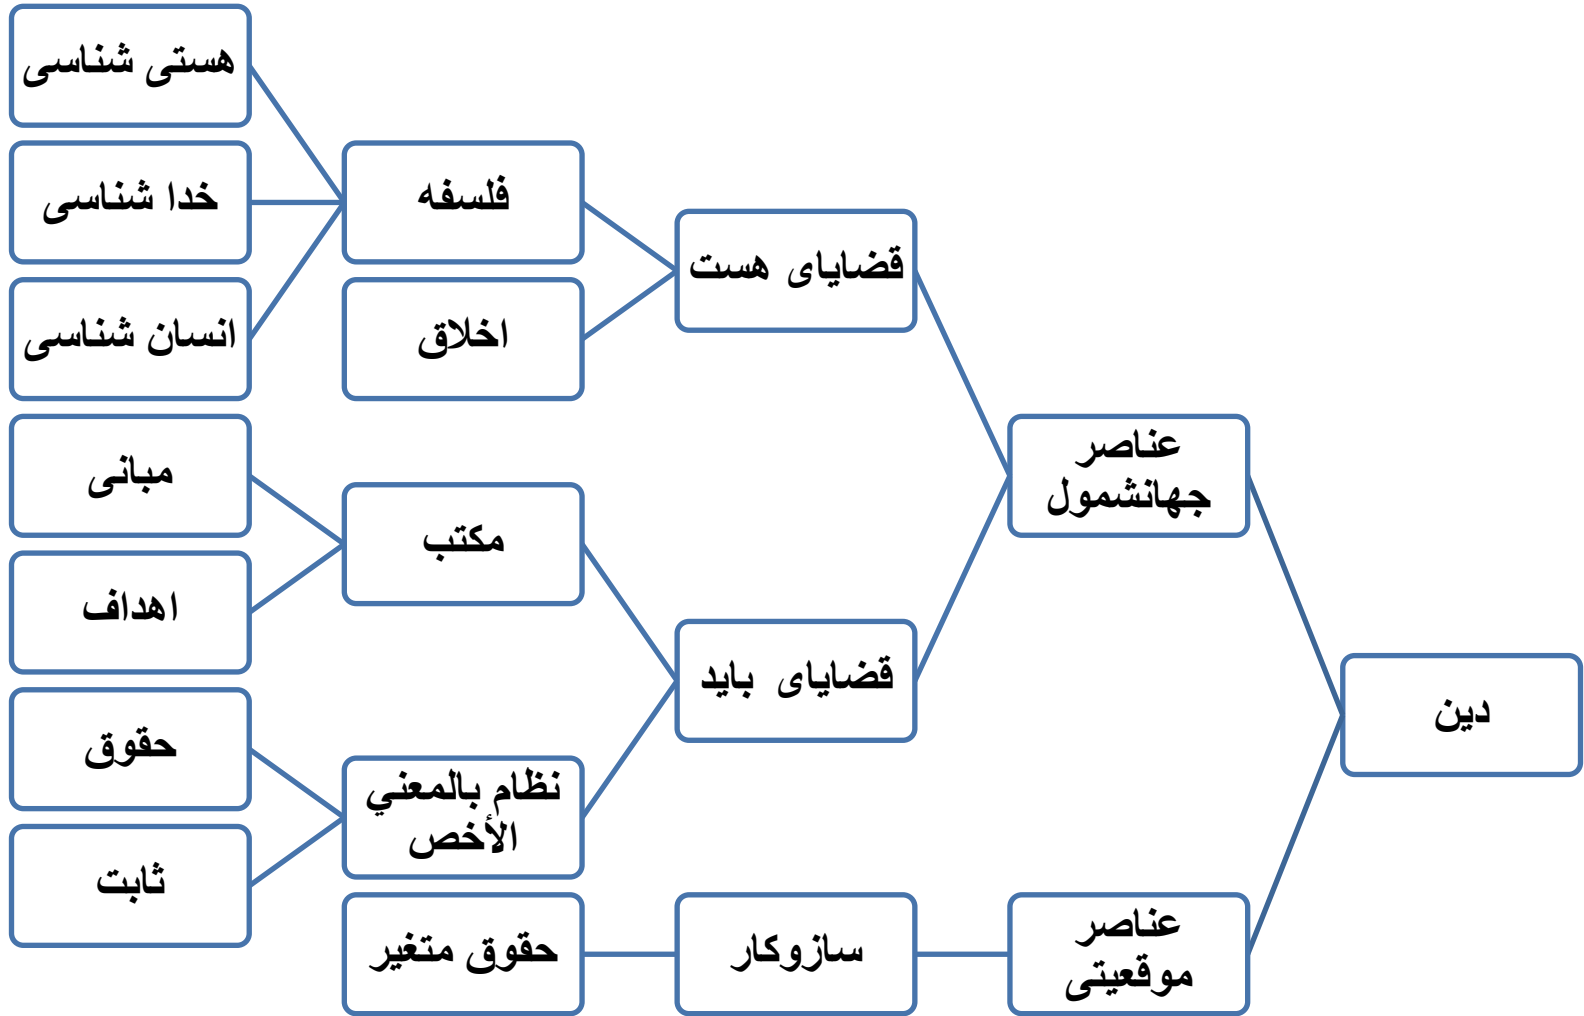 دین
عناصر
جهانشمول
قضایای هست
فلسفه
هستی شناسی
خدا شناسی
انسان شناسی
اخلاق
قضایای باید
مکتب
مبانی
اهداف
نظام بالمعني
الأخص
حقوق
ثابت
عناصر
موقعیتی
سازوکار
حقوق متغیر